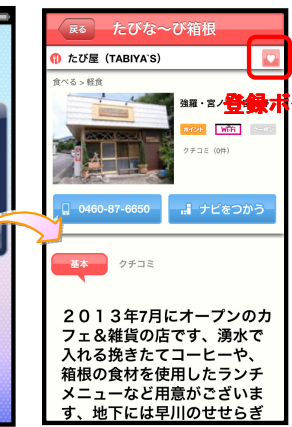 戻る
たびな～び箱根
たび屋（TABIYA'S）
食べる > 軽食
強羅・宮ノ
登録ボ
ポイント WiFi クーポン
クチコミ（0件）
0460-87-6650
ナビをつかう
基本
クチコミ
２０１３年7月にオープンのカ
フェ＆雑貨の店です、湧水で
入れる挽きたてコーヒーや、
箱根の食材を使用したランチ
メニューなど用意がございま
す、地下には早川のせせらぎ